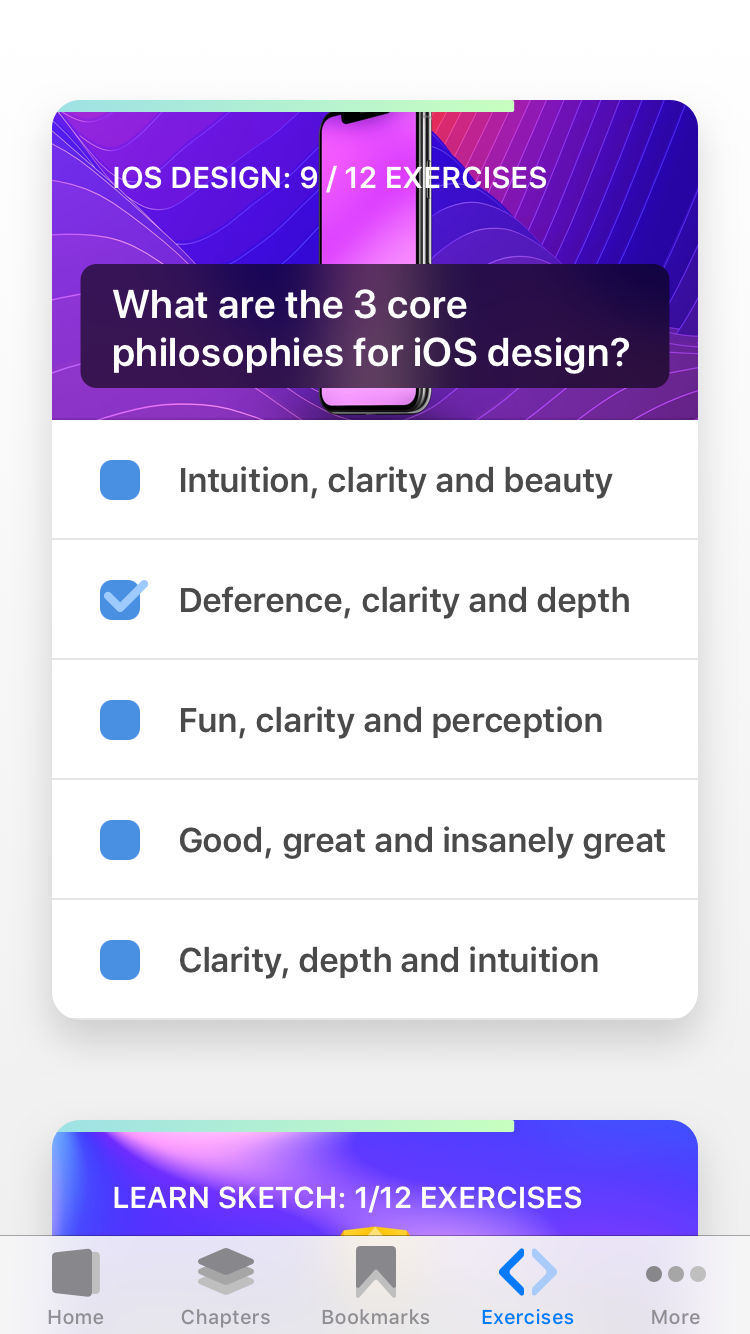 IOS DESIGN: 9 / 12 EXERCISES
What are the 3 core
philosophies for iOS design?
Intuition, clarity and beauty
Deference, clarity and depth
Fun, clarity and perception
Good, great and insanely great
Clarity, depth and intuition
LEARN SKETCH: 1/12 EXERCISES
Home
Chapters
Bookmarks
Exercises
More